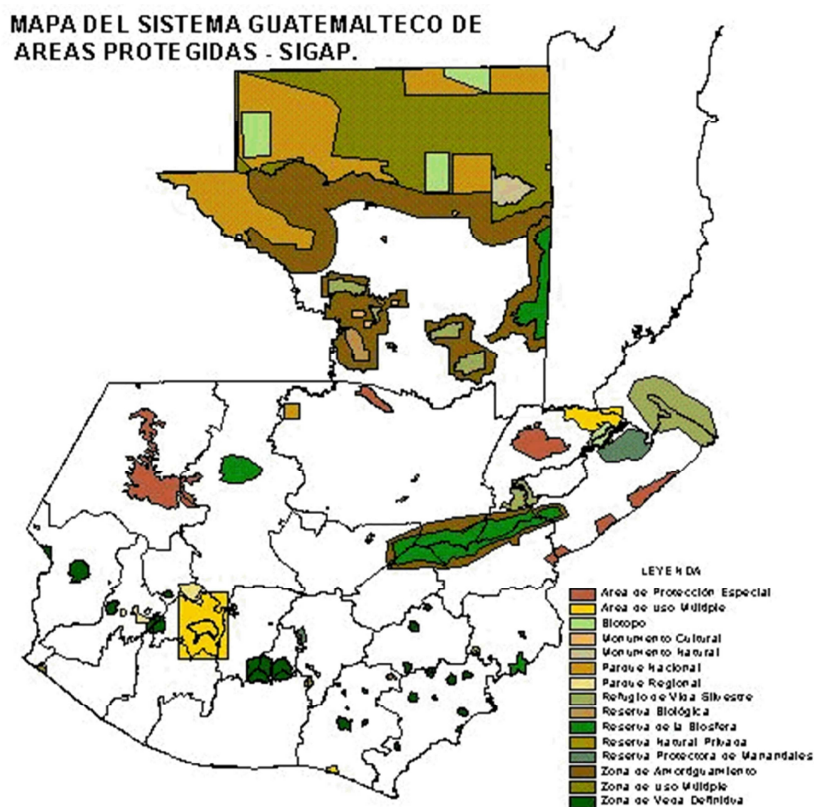 MAPA DEL SISTEMA GUATEMALTECO DE
AREAS PROTEGIDAS - SIGAP.
LEYENDA
Area de Protección Especial
Area de uso Múltiple
Biotopo
Monumento Cultural
Monumento Natural
Parque Nacional
Parque Regional
Refugio de Vida Silvestre
Reserva Biológica
Reserva de la Biosfera
Reserva Natural Privada
Reserva Protectora de Manantiales
Zona de Amortiguamiento
Zona de uso Múltiple
Zona de Veda Definitiva